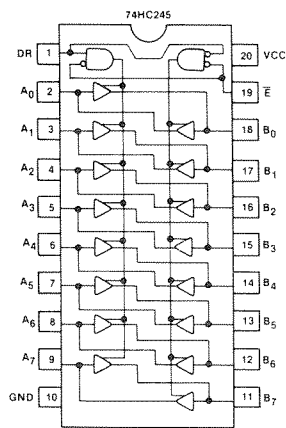 74HC245
DR 1 20 VCC
A0 2 19 E̅
A1 3 18 B0
A2 4 17 B1
A3 5 16 B2
A4 6 15 B3
A5 7 14 B4
A6 8 13 B5
A7 9 12 B6
GND 10 11 B7